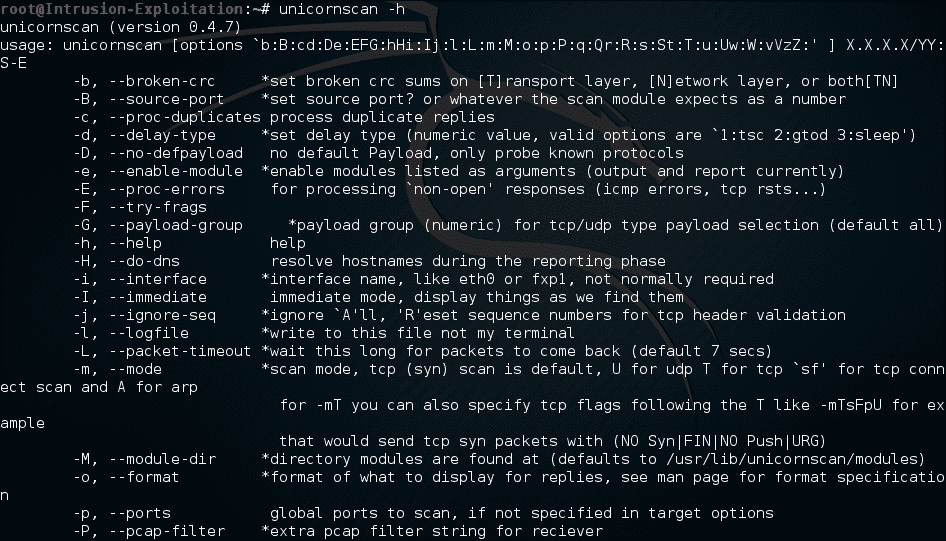 root@Intrusion-Exploitation:~# unicornscan -h
unicornscan (version 0.4.7)
usage: unicornscan [options `b:B:cd:De:EFG:hHi:Ij:l:L:m:M:o:p:P:q:Qr:R:s:St:T:u:Uw:W:vVzZ:' ] X.X.X.X/YY:
S-E
        -b, --broken-crc     *set broken crc sums on [T]ransport layer, [N]etwork layer, or both[TN]
        -B, --source-port    *set source port? or whatever the scan module expects as a number
        -c, --proc-duplicates process duplicate replies
        -d, --delay-type     *set delay type (numeric value, valid options are `1:tsc 2:gtod 3:sleep')
        -D, --no-defpayload   no default Payload, only probe known protocols
        -e, --enable-module  *enable modules listed as arguments (output and report currently)
        -E, --proc-errors     for processing `non-open' responses (icmp errors, tcp rsts...)
        -F, --try-frags
        -G, --payload-group     *payload group (numeric) for tcp/udp type payload selection (default all)
        -h, --help            help
        -H, --do-dns          resolve hostnames during the reporting phase
        -i, --interface      *interface name, like eth0 or fxp1, not normally required
        -I, --immediate       immediate mode, display things as we find them
        -j, --ignore-seq     *ignore `A'll, 'R'eset sequence numbers for tcp header validation
        -l, --logfile        *write to this file not my terminal
        -L, --packet-timeout *wait this long for packets to come back (default 7 secs)
        -m, --mode           *scan mode, tcp (syn) scan is default, U for udp T for tcp `sf' for tcp conn
ect scan and A for arp
                               for -mT you can also specify tcp flags following the T like -mTsFpU for ex
ample
                               that would send tcp syn packets with (NO Syn|FIN|NO Push|URG)
        -M, --module-dir     *directory modules are found at (defaults to /usr/lib/unicornscan/modules)
        -o, --format         *format of what to display for replies, see man page for format specificatio
n
        -p, --ports           global ports to scan, if not specified in target options
        -P, --pcap-filter    *extra pcap filter string for reciever